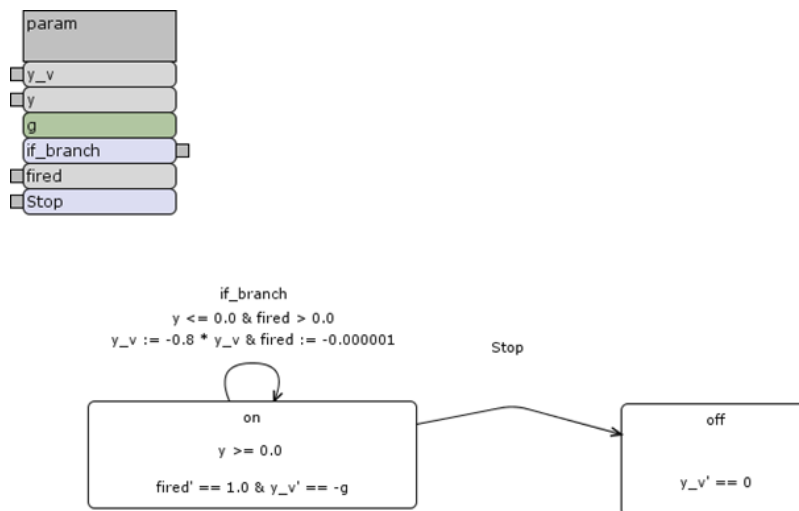 param
y_v
y
g
if_branch
fired
Stop
if_branch
y <= 0.0 & fired > 0.0
y_v := -0.8 * y_v & fired := -0.000001
Stop
on
y >= 0.0
fired' == 1.0 & y_v' == -g
off
y_v' == 0